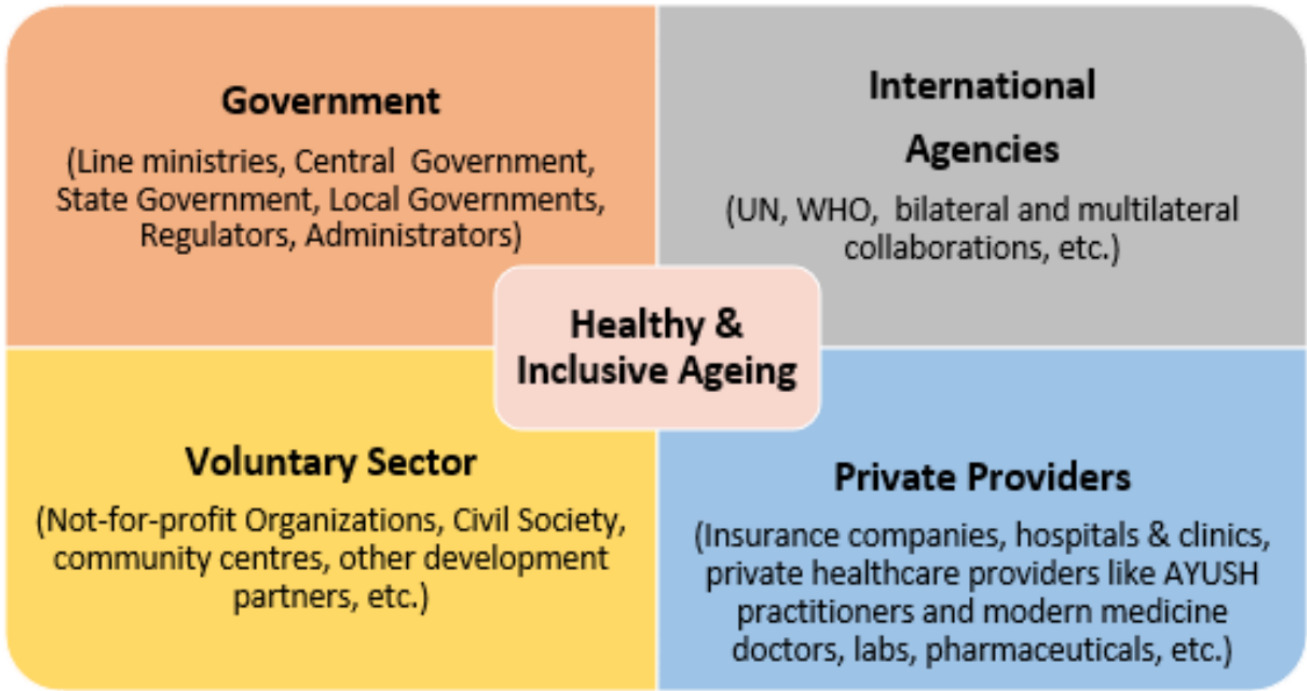 Government
(Line ministries, Central Government,
State Government, Local Governments,
Regulators, Administrators)
International
Agencies
(UN, WHO, bilateral and multilateral
collaborations, etc.)
Healthy &
Inclusive Ageing
Voluntary Sector
(Not-for-profit Organizations, Civil Society,
community centres, other development
partners, etc.)
Private Providers
(Insurance companies, hospitals & clinics,
private healthcare providers like AYUSH
practitioners and modern medicine
doctors, labs, pharmaceuticals, etc.)